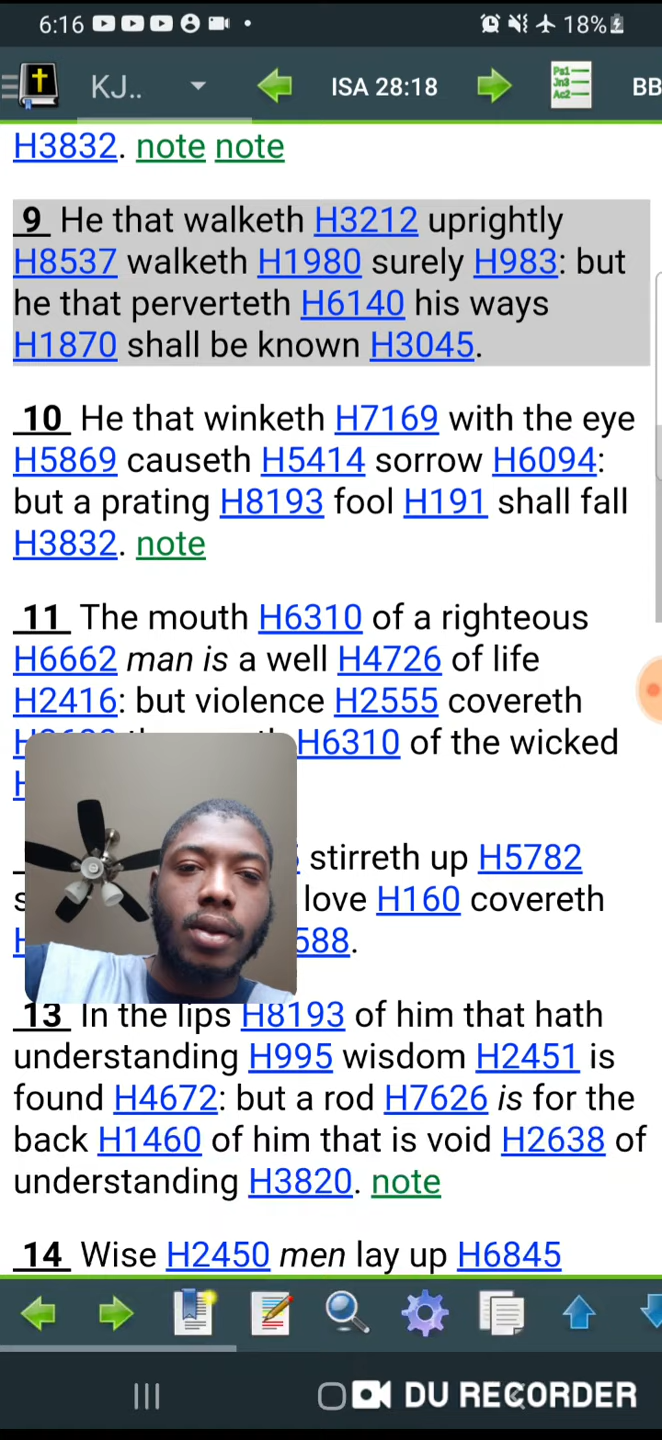 6:16 18%
KJ.. ISA 28:18 BB
Ps1
Jn3
Ac2
H3832. note note
9 He that walketh H3212 uprightly
H8537 walketh H1980 surely H983: but
he that perverteth H6140 his ways
H1870 shall be known H3045.
10 He that winketh H7169 with the eye
H5869 causeth H5414 sorrow H6094:
but a prating H8193 fool H191 shall fall
H3832. note
11 The mouth H6310 of a righteous
H6662 man is a well H4726 of life
H2416: but violence H2555 covereth
H6310 of the wicked
stirreth up H5782
love H160 covereth
588.
13 In the lips H8193 of him that hath
understanding H995 wisdom H2451 is
found H4672: but a rod H7626 is for the
back H1460 of him that is void H2638 of
understanding H3820. note
14 Wise H2450 men lay up H6845
DU RECORDER